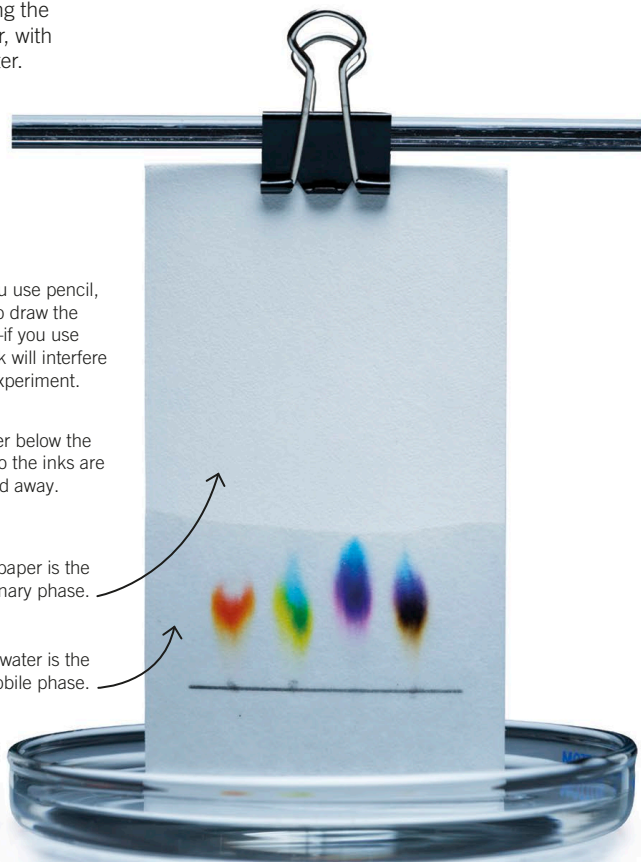 ng the
r, with
ter.
u use pencil,
o draw the
-if you use
k will interfere
xperiment.
er below the
o the inks are
d away.
paper is the
nary phase.
water is the
obile phase.